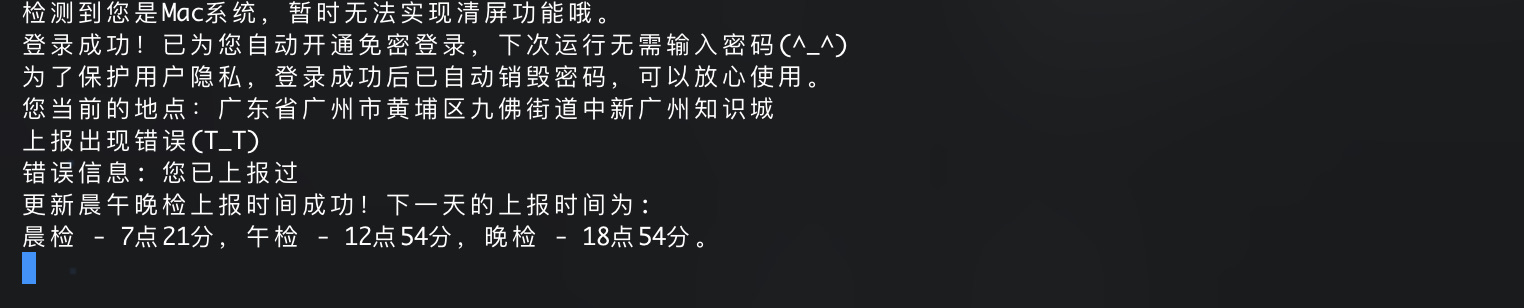 检测到您是Mac系统，暂时无法实现清屏功能哦。
登录成功！已为您自动开通免密登录，下次运行无需输入密码(^_^)
为了保护用户隐私，登录成功后已自动销毁密码，可以放心使用。
您当前的地点：广东省广州市黄埔区九佛街道中新广州知识城
上报出现错误(T_T)
错误信息：您已上报过
更新晨午晚检上报时间成功！下一天的上报时间为：
晨检 - 7点21分，午检 - 12点54分，晚检 - 18点54分。